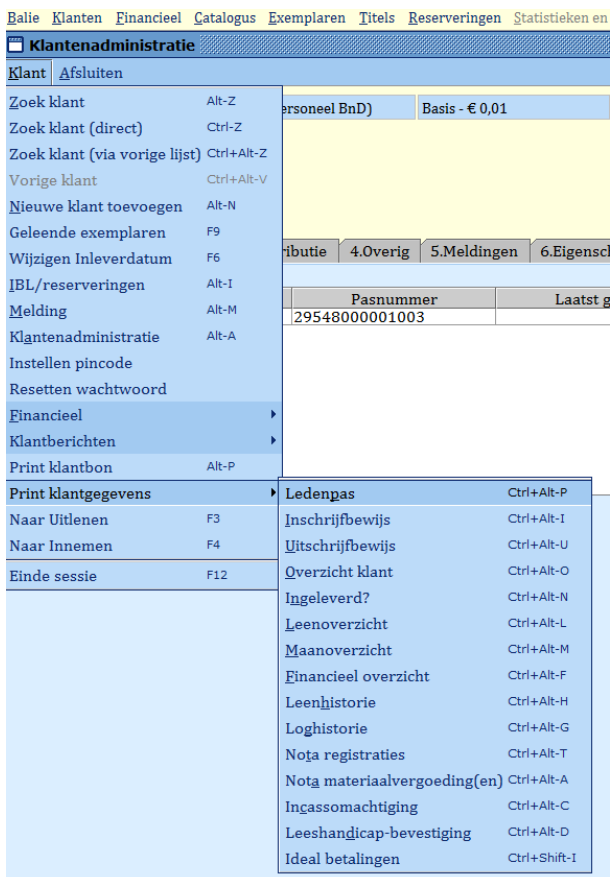 Balie Klanten Financieel Catalogus Exemplaren Titels Reserveringen Statistieken en
Klantenadministratie
Klant Afsluiten
Zoek klant Alt-Z
ersoneel BnD) Basis - € 0,01
Zoek klant (direct) Ctrl-Z
Zoek klant (via vorige lijst) Ctrl+Alt-Z
Vorige klant Ctrl+Alt-V
Nieuwe klant toevoegen Alt-N
Geleende exemplaren F9
ributie 4.Overig 5.Meldingen 6.Eigensch
Wijzigen Inleverdatum F6
IBL/reserveringen Alt-I
Pasnummer Laatst g
Melding Alt-M
29548000001003
Klantenadministratie Alt-A
Instellen pincode
Resetten wachtwoord
Financieel
Klantberichten
Print klantbon Alt-P
Print klantgegevens
Naar Uitlenen F3
Naar Innemen F4
Einde sessie F12
Ledenpas Ctrl+Alt-P
Inschrijfbewijs Ctrl+Alt-I
Uitschrijfbewijs Ctrl+Alt-U
Overzicht klant Ctrl+Alt-O
Ingeleverd? Ctrl+Alt-N
Leenoverzicht Ctrl+Alt-L
Maanoverzicht Ctrl+Alt-M
Financieel overzicht Ctrl+Alt-F
Leenhistorie Ctrl+Alt-H
Loghistorie Ctrl+Alt-G
Nota registraties Ctrl+Alt-T
Nota materiaalvergoeding(en) Ctrl+Alt-A
Incassomachtiging Ctrl+Alt-C
Leeshandicap-bevestiging Ctrl+Alt-D
Ideal betalingen Ctrl+Shift-I